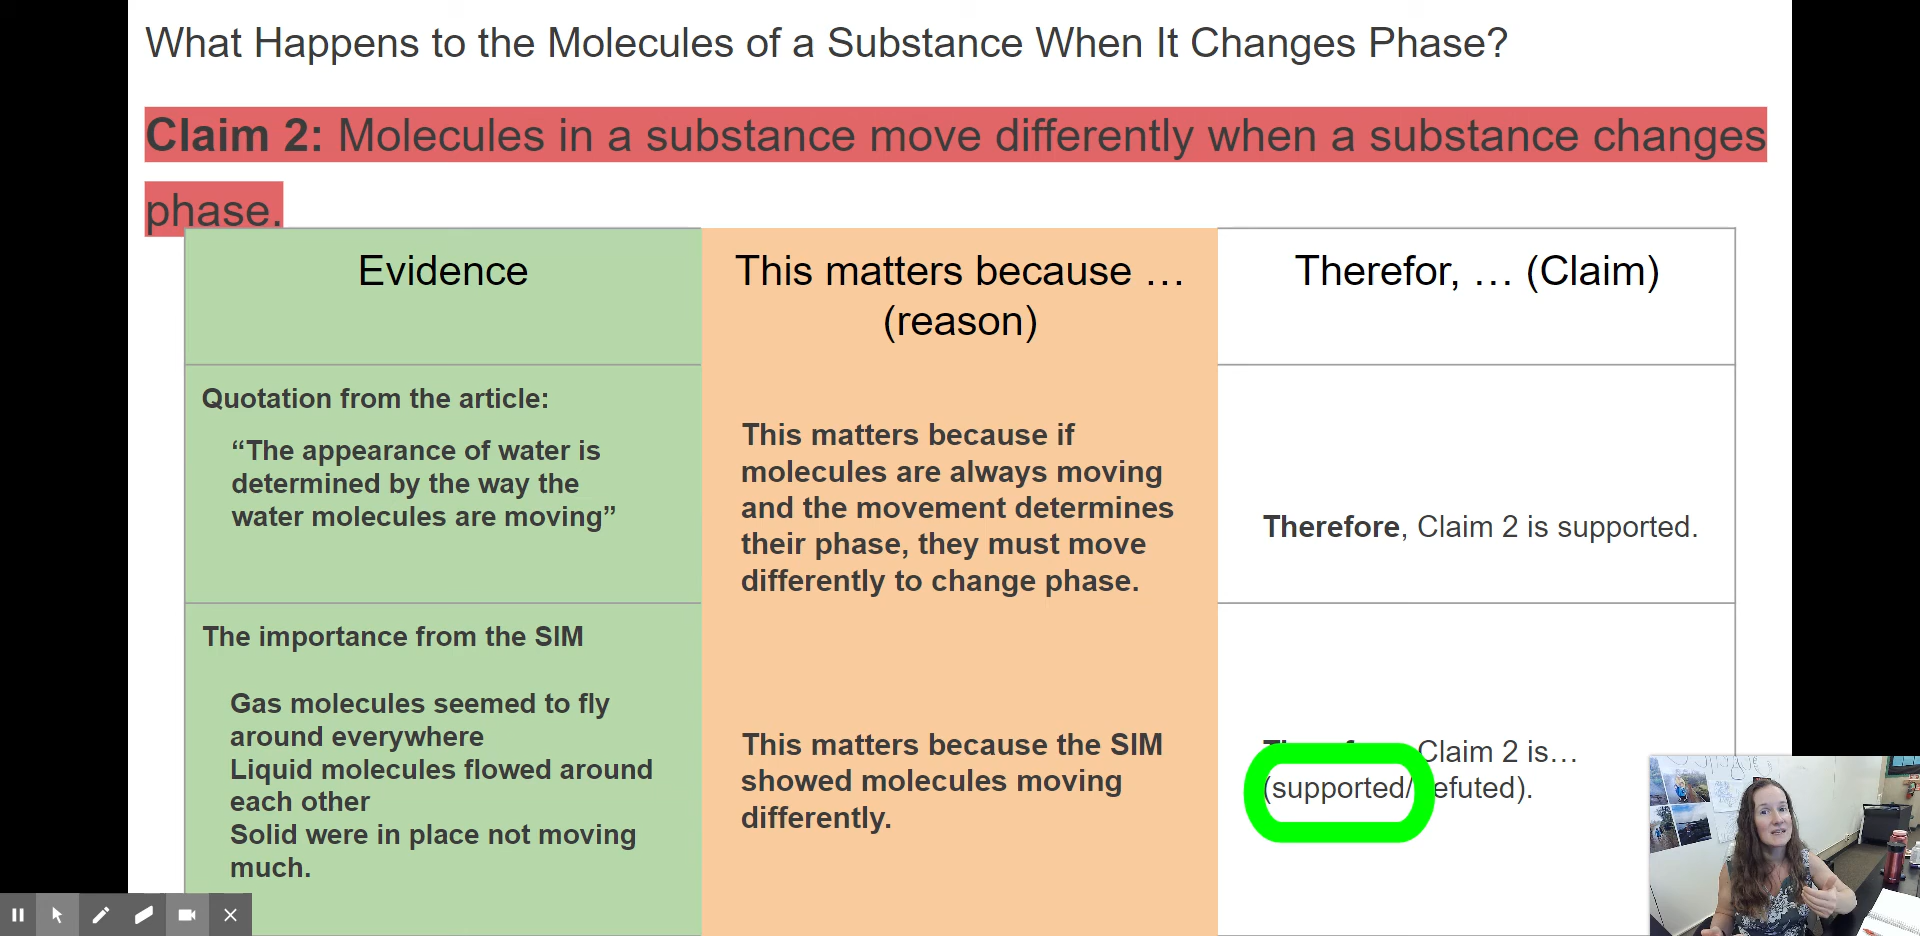 What Happens to the Molecules of a Substance When It Changes Phase?
Claim 2: Molecules in a substance move differently when a substance changes
phase.
Evidence
This matters because …
(reason)
Therefor, … (Claim)
Quotation from the article:
“The appearance of water is
determined by the way the
water molecules are moving”
This matters because if
molecules are always moving
and the movement determines
their phase, they must move
differently to change phase.
Therefore, Claim 2 is supported.
The importance from the SIM
Gas molecules seemed to fly
around everywhere
Liquid molecules flowed around
each other
Solid were in place not moving
much.
This matters because the SIM
showed molecules moving
differently.
Claim 2 is…
(supported/ efuted).